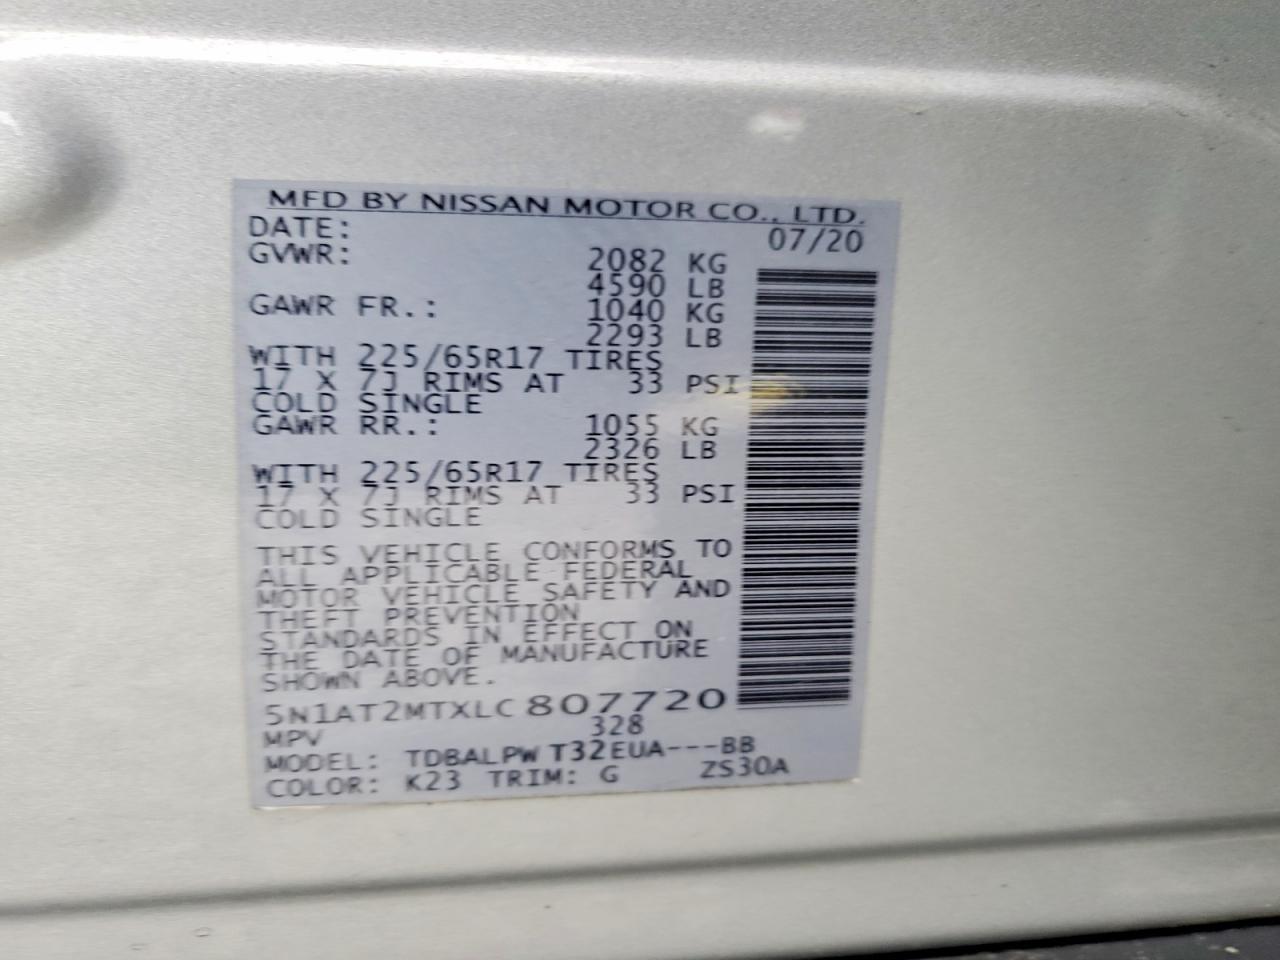 MFD BY NISSAN MOTOR CO., LTD.
DATE: 07/20
GVWR: 2082 KG
4590 LB
GAWR FR.: 1040 KG
2293 LB
WITH 225/65R17 TIRES
17 X 7J RIMS AT 33 PSI
COLD SINGLE
GAWR RR.: 1055 KG
2326 LB
WITH 225/65R17 TIRES
17 X 7J RIMS AT 33 PSI
COLD SINGLE
THIS VEHICLE CONFORMS TO
ALL APPLICABLE FEDERAL
MOTOR VEHICLE SAFETY AND
THEFT PREVENTION
STANDARDS IN EFFECT ON
THE DATE OF MANUFACTURE
SHOWN ABOVE.
5N1AT2MTXLC807720
MPV 328
MODEL: TDBALPWT32EUA---BB
COLOR: K23 TRIM: G ZS30A